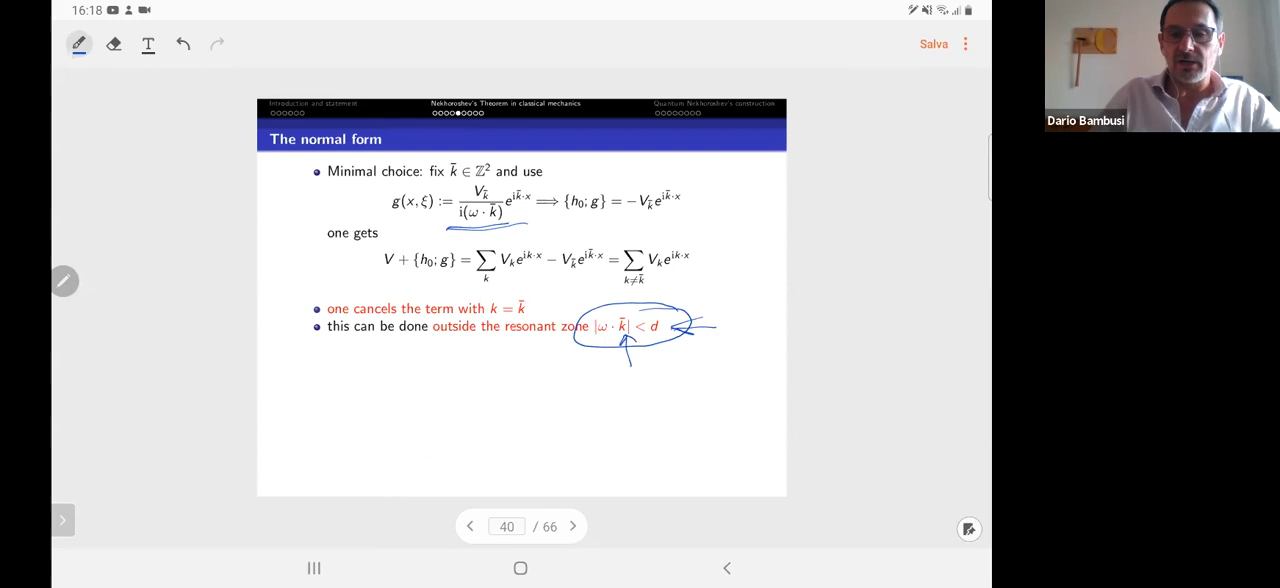 16:18
Salva
Introduction and statement
Nekhoroshev's Theorem in classical mechanics
Quantum Nekhoroshev's construction
The normal form
Minimal choice: fix k̄ ∈ ℤ² and use
g(x, ξ) := V_k̄ / i(ω · k̄) e^{ik̄·x} ⟹ {h₀; g} = −V_k̄ e^{ik̄·x}
one gets
V + {h₀; g} = ∑_k V_k e^{ik·x} − V_k̄ e^{ik̄·x} = ∑_{k≠k̄} V_k e^{ik·x}
one cancels the term with k = k̄
this can be done outside the resonant zone |ω · k̄| < d
40 / 66
Dario Bambusi